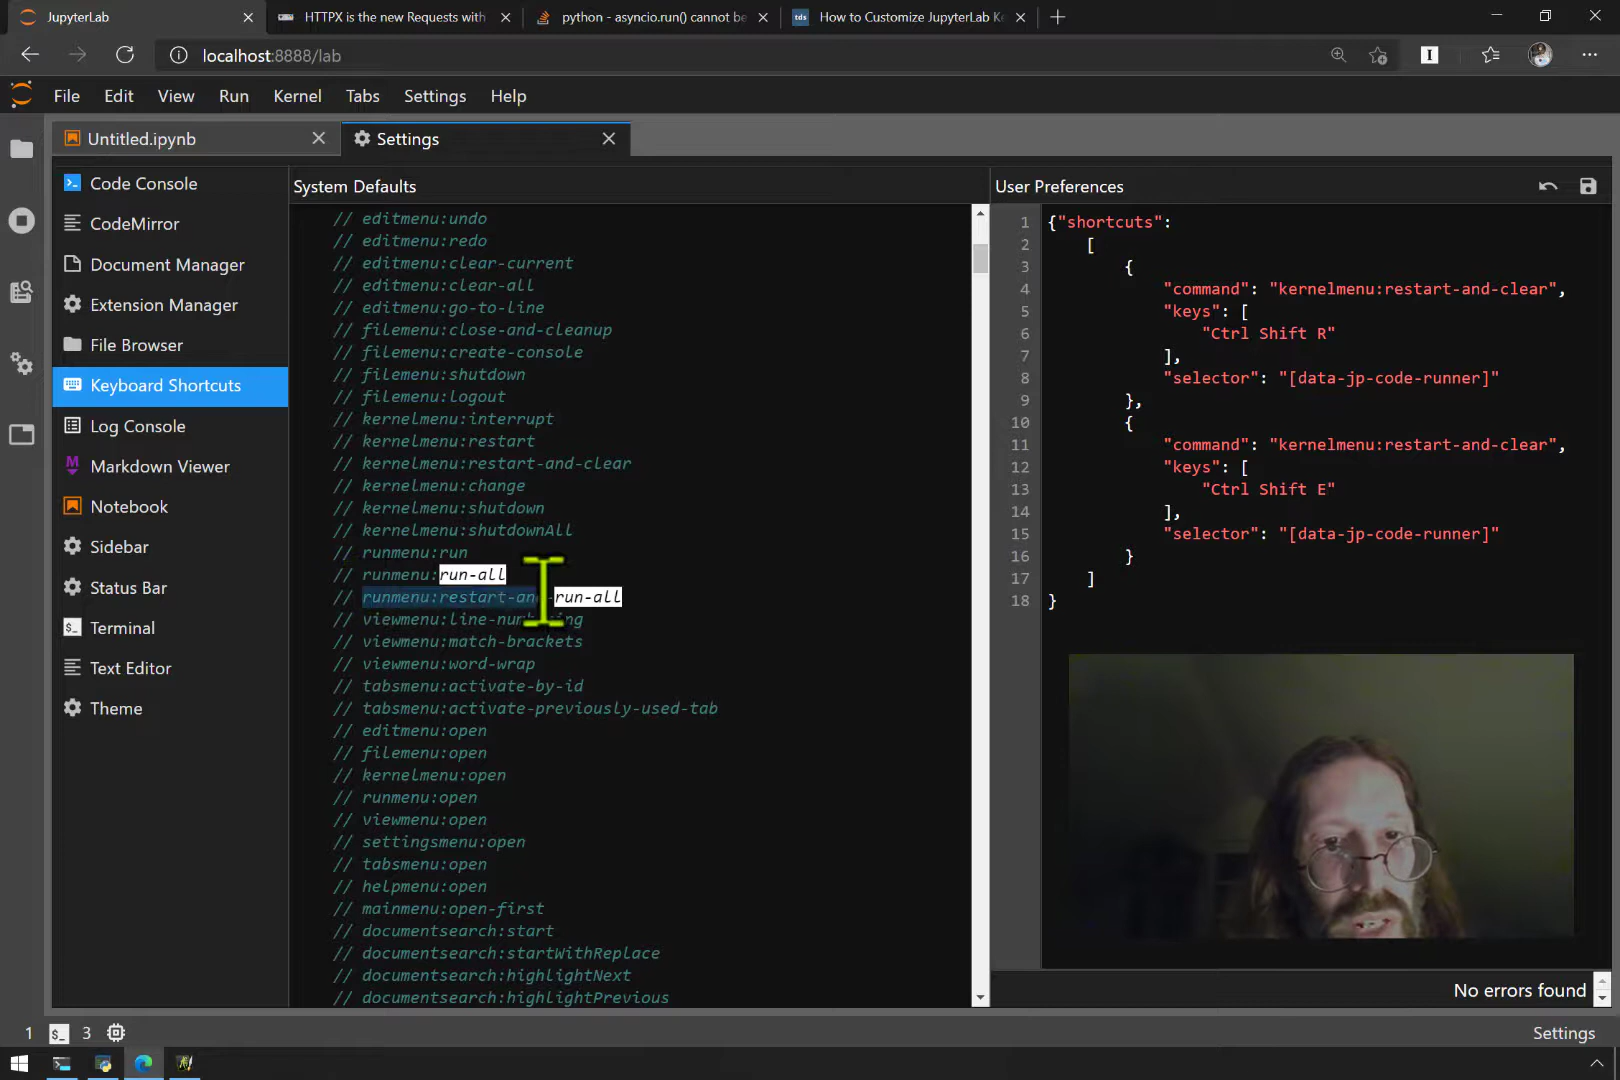 JupyterLab
HTTPX is the new Requests with
python - asyncio.run() cannot be
tds How to Customize JupyterLab Ke
localhost:8888/lab
File Edit View Run Kernel Tabs Settings Help
Untitled.ipynb
Settings
Code Console
CodeMirror
Document Manager
Extension Manager
File Browser
Keyboard Shortcuts
Log Console
Markdown Viewer
Notebook
Sidebar
Status Bar
Terminal
Text Editor
Theme
System Defaults
// editmenu:undo
// editmenu:redo
// editmenu:clear-current
// editmenu:clear-all
// editmenu:go-to-line
// filemenu:close-and-cleanup
// filemenu:create-console
// filemenu:shutdown
// filemenu:logout
// kernelmenu:interrupt
// kernelmenu:restart
// kernelmenu:restart-and-clear
// kernelmenu:change
// kernelmenu:shutdown
// kernelmenu:shutdownAll
// runmenu:run
// runmenu:run-all
// runmenu:restart-and-run-all
// viewmenu:line-numbering
// viewmenu:match-brackets
// viewmenu:word-wrap
// tabsmenu:activate-by-id
// tabsmenu:activate-previously-used-tab
// editmenu:open
// filemenu:open
// kernelmenu:open
// runmenu:open
// viewmenu:open
// settingsmenu:open
// tabsmenu:open
// helpmenu:open
// mainmenu:open-first
// documentsearch:start
// documentsearch:startWithReplace
// documentsearch:highlightNext
// documentsearch:highlightPrevious
User Preferences
1 {"shortcuts":
2 [
3 {
4 "command": "kernelmenu:restart-and-clear",
5 "keys": [
6 "Ctrl Shift R"
7 ],
8 "selector": "[data-jp-code-runner]"
9 },
10 {
11 "command": "kernelmenu:restart-and-clear",
12 "keys": [
13 "Ctrl Shift E"
14 ],
15 "selector": "[data-jp-code-runner]"
16 }
17 ]
18 }
No errors found
1 $_ 3
Settings